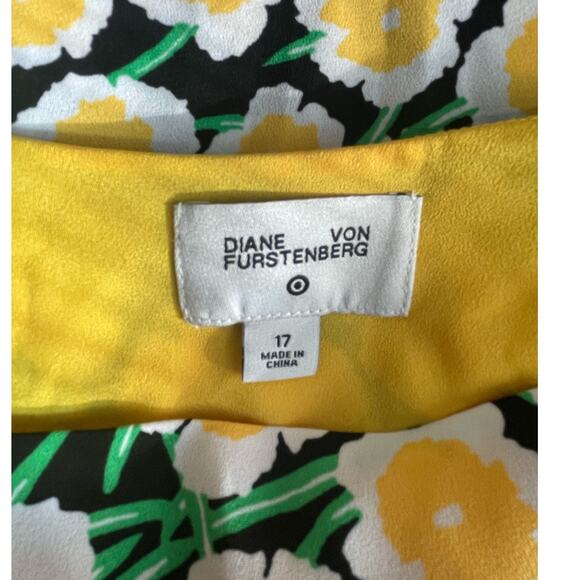 DIANE VON
FURSTENBERG
17
MADE IN
CHINA